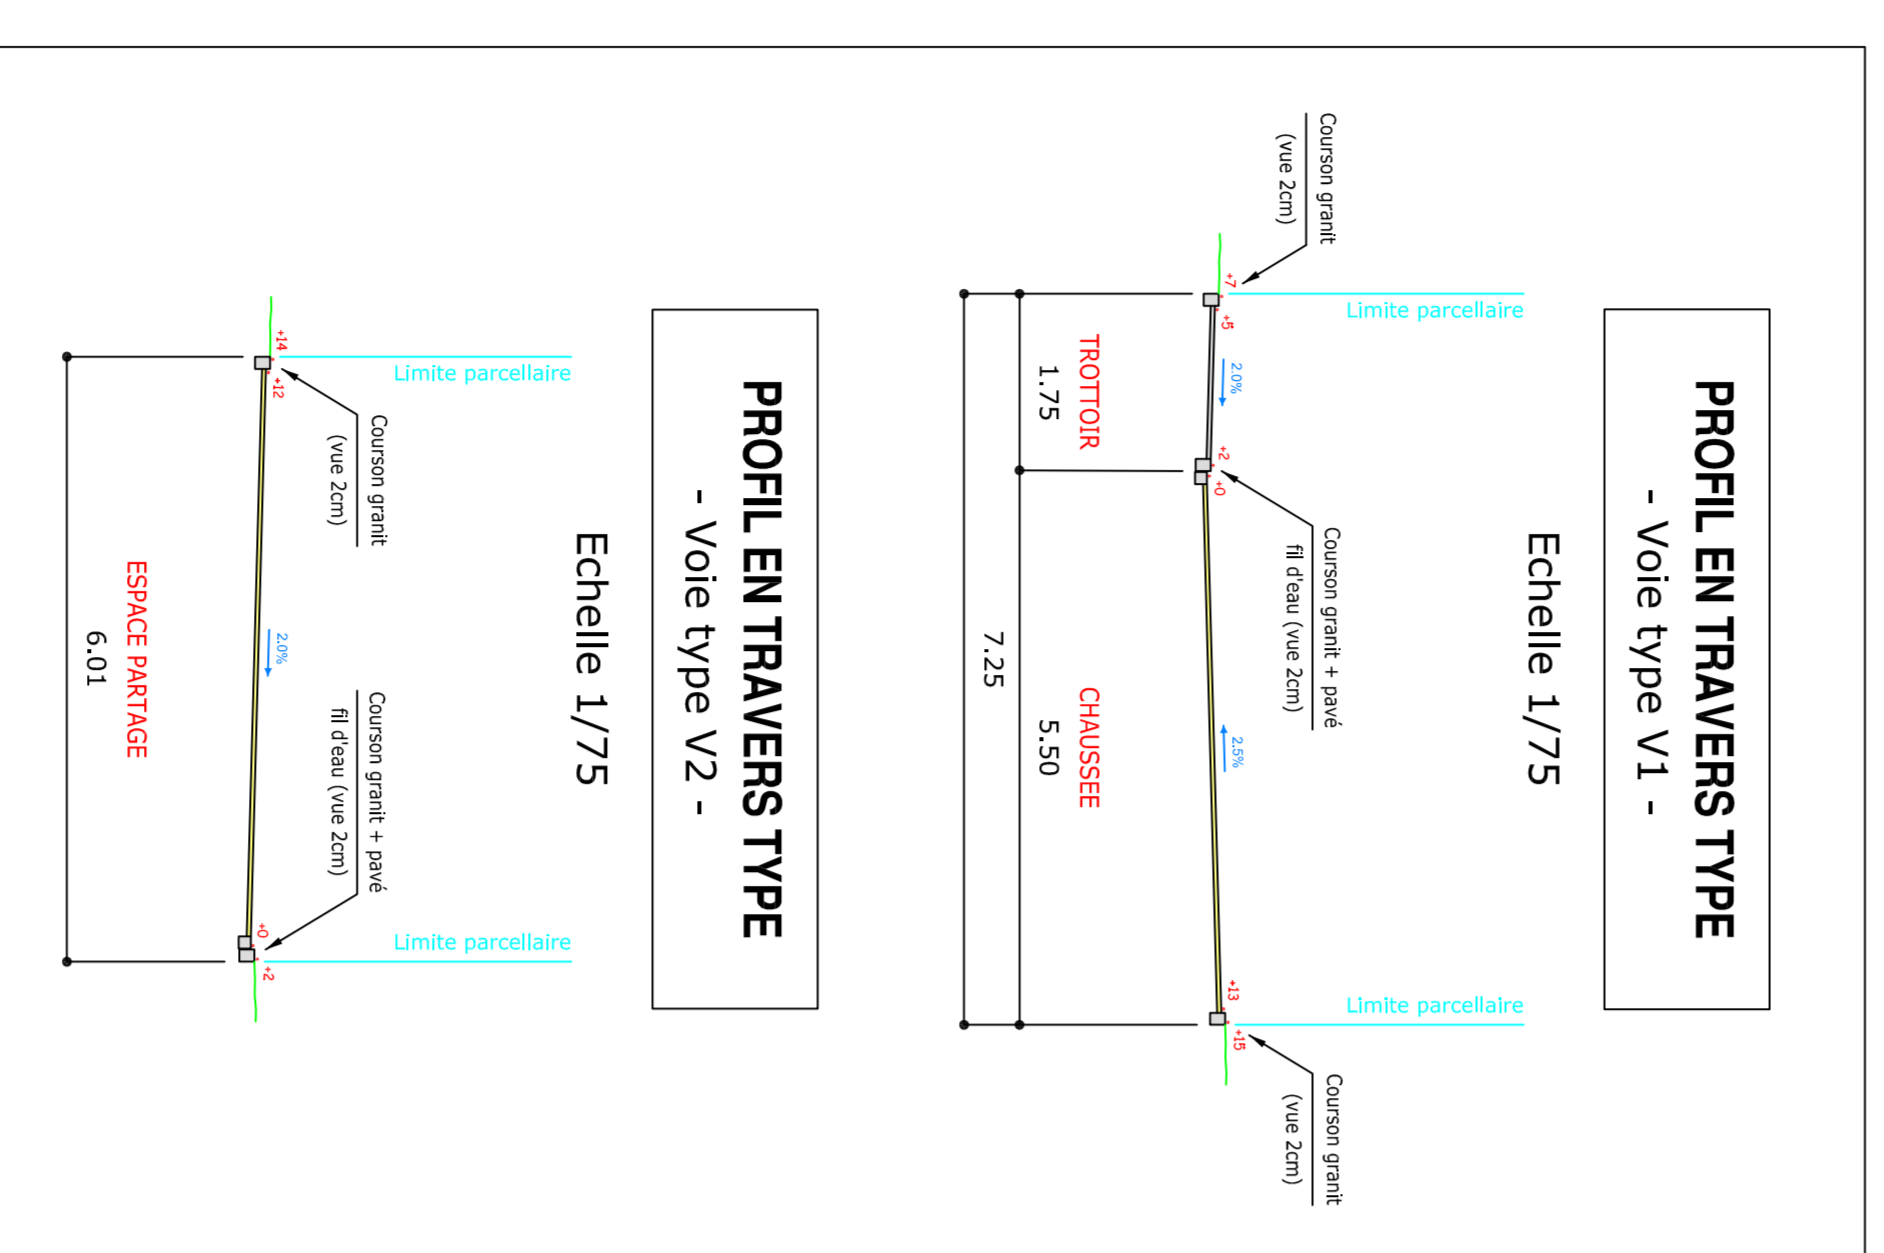 PROFIL EN TRAVERS TYPE
- Voie type V1 -
Echelle 1/75
Limite parcellaire
Limite parcellaire
Courson granit
(vue 2cm)
Courson granit + pavé
fil d'eau (vue 2cm)
Courson granit
(vue 2cm)
+7
+5
2.0%
+2
+0
2.5%
+13
+15
TROTTOIR
1.75
CHAUSSEE
5.50
7.25
PROFIL EN TRAVERS TYPE
- Voie type V2 -
Echelle 1/75
Limite parcellaire
Limite parcellaire
Courson granit
(vue 2cm)
Courson granit + pavé
fil d'eau (vue 2cm)
+14
+12
2.0%
+0
+2
ESPACE PARTAGE
6.01